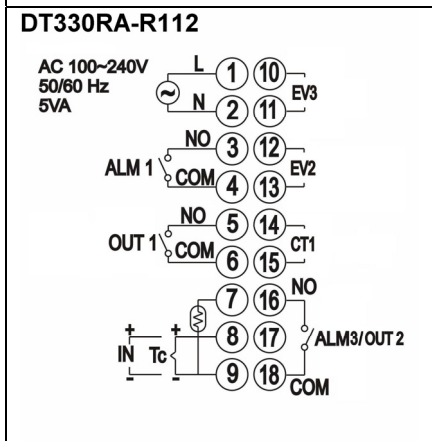 DT330RA-R112
AC 100~240V
50/60 Hz
5VA
L 1 10
EV3
N 2 11
NO 3 12
ALM 1 EV2
COM 4 13
NO 5 14
OUT 1 CT1
COM 6 15
7 16 NO
+ + 8 17 ALM3/OUT 2
IN Tc
- - 9 18 COM